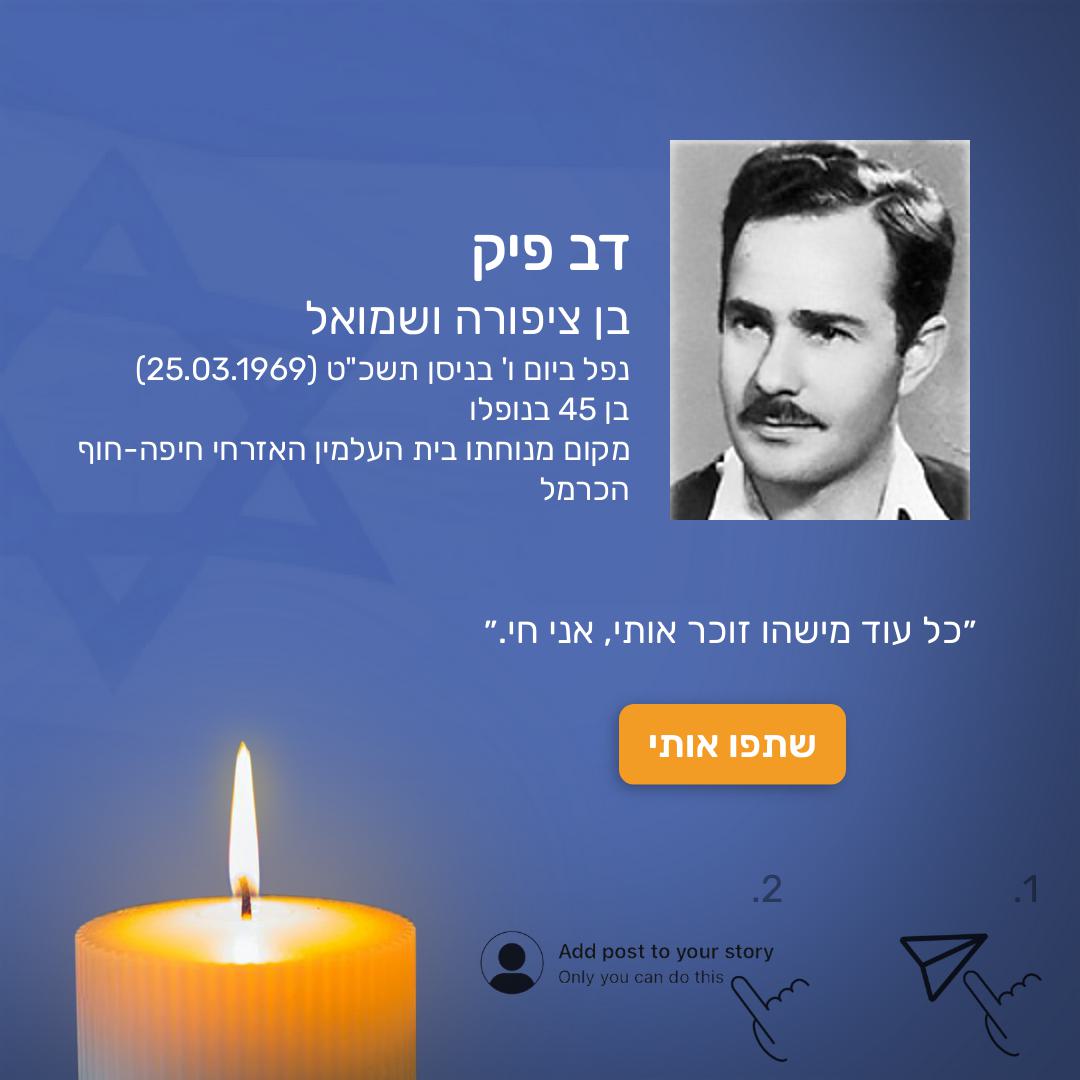 דב פיק
בן ציפורה ושמואל
נפל ביום ו' בניסן תשכ"ט (25.03.1969)
בן 45 בנופלו
מקום מנוחתו בית העלמין האזרחי חיפה-חוף
הכרמל
״כל עוד מישהו זוכר אותי, אני חי.״
שתפו אותי
1.
2.
Add post to your story
Only you can do this